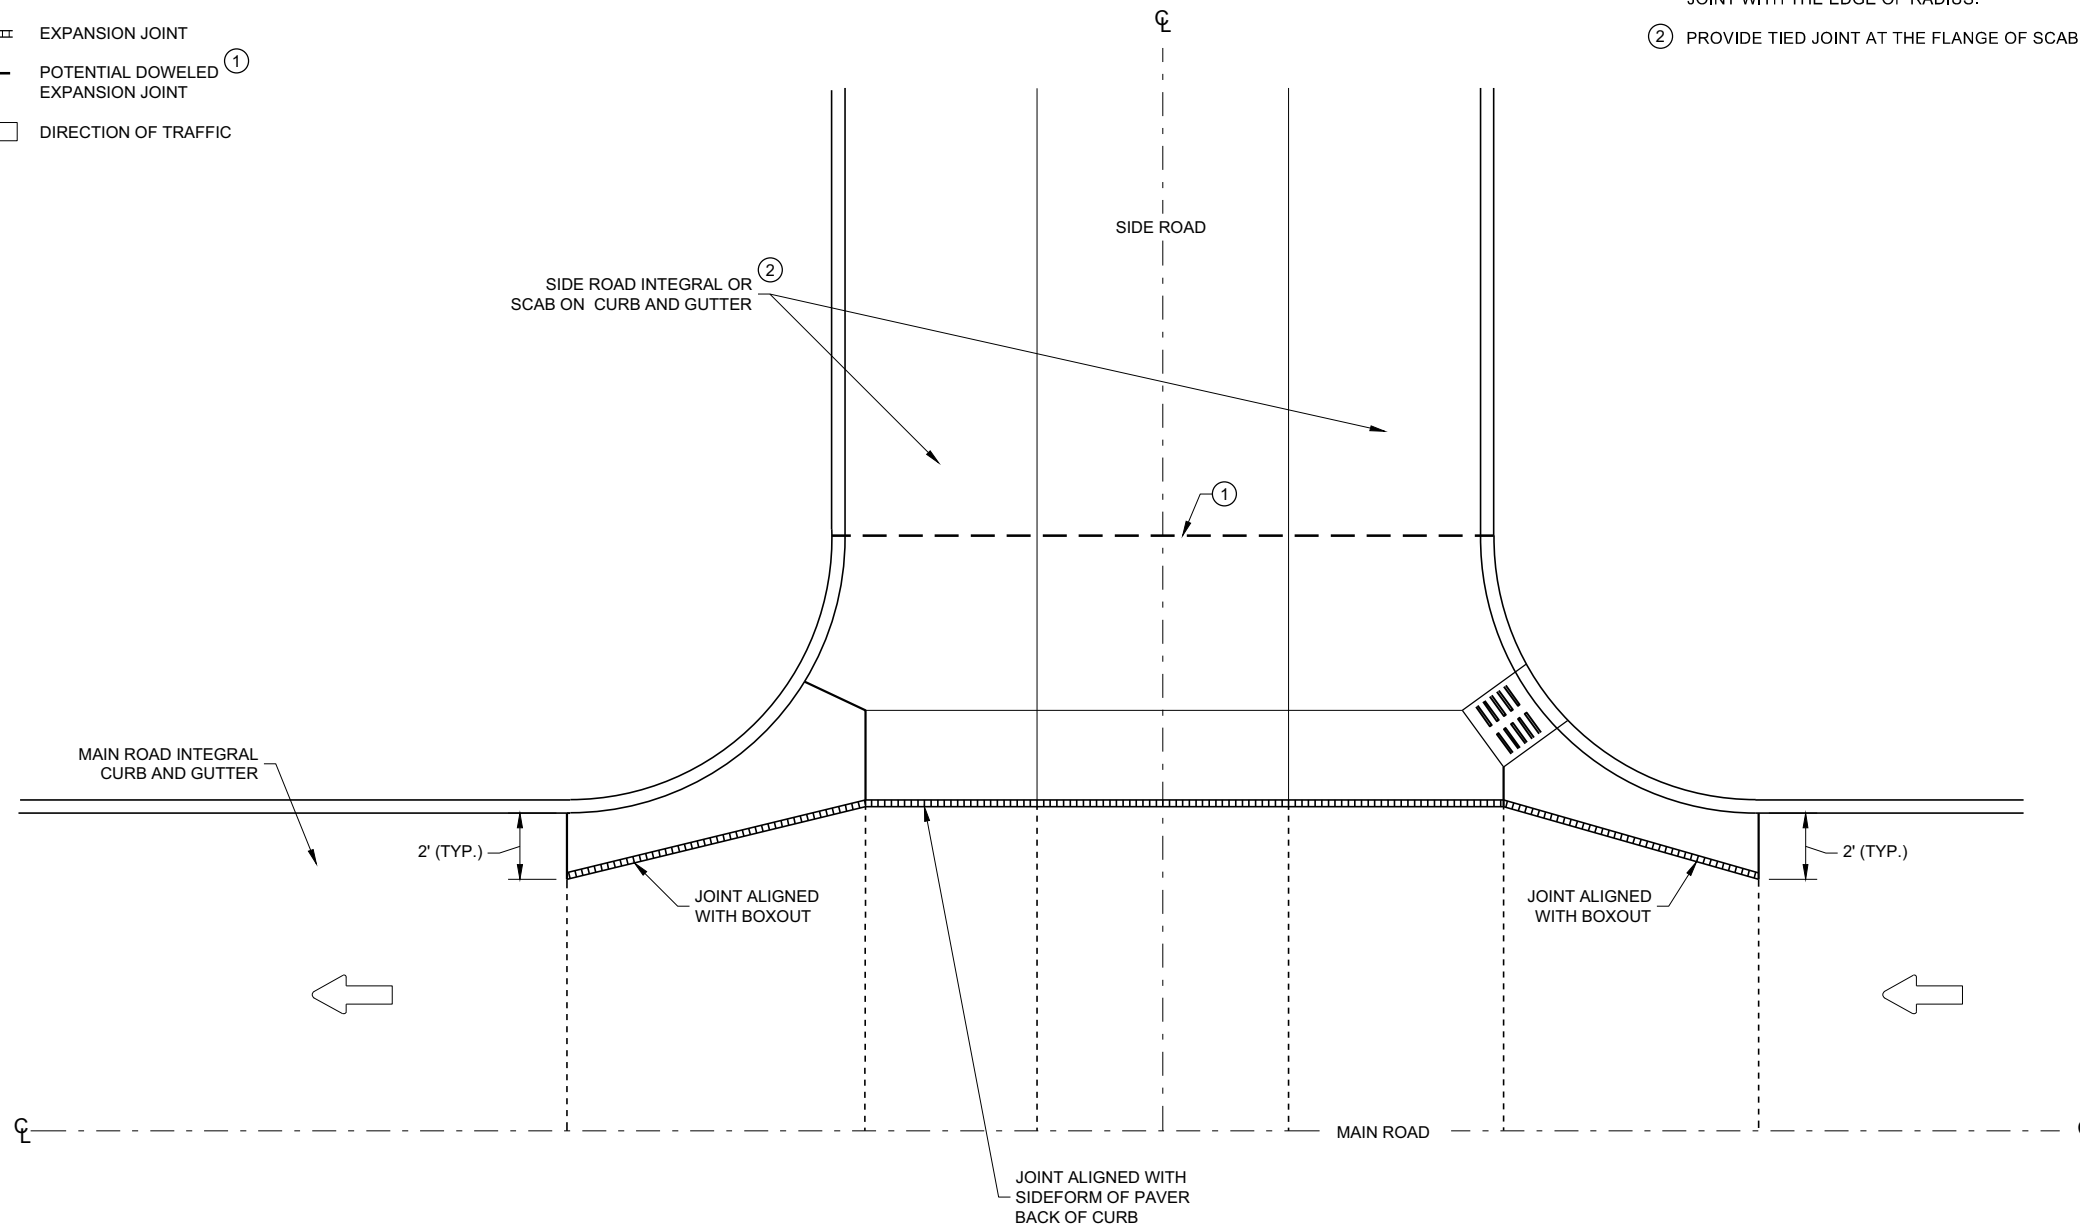 EXPANSION JOINT
POTENTIAL DOWELED 1
EXPANSION JOINT
DIRECTION OF TRAFFIC
CL
JOINT WITH THE EDGE OF RADIUS.
2 PROVIDE TIED JOINT AT THE FLANGE OF SCAB
SIDE ROAD
2
SIDE ROAD INTEGRAL OR
SCAB ON CURB AND GUTTER
1
MAIN ROAD INTEGRAL
CURB AND GUTTER
2' (TYP.)
2' (TYP.)
JOINT ALIGNED
WITH BOXOUT
JOINT ALIGNED
WITH BOXOUT
CL
MAIN ROAD
JOINT ALIGNED WITH
SIDEFORM OF PAVER
BACK OF CURB